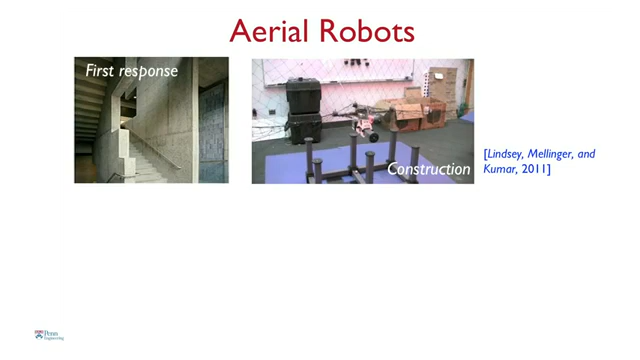 Aerial Robots
First response
Construction
[Lindsey, Mellinger, and
Kumar, 2011]
Penn
Engineering